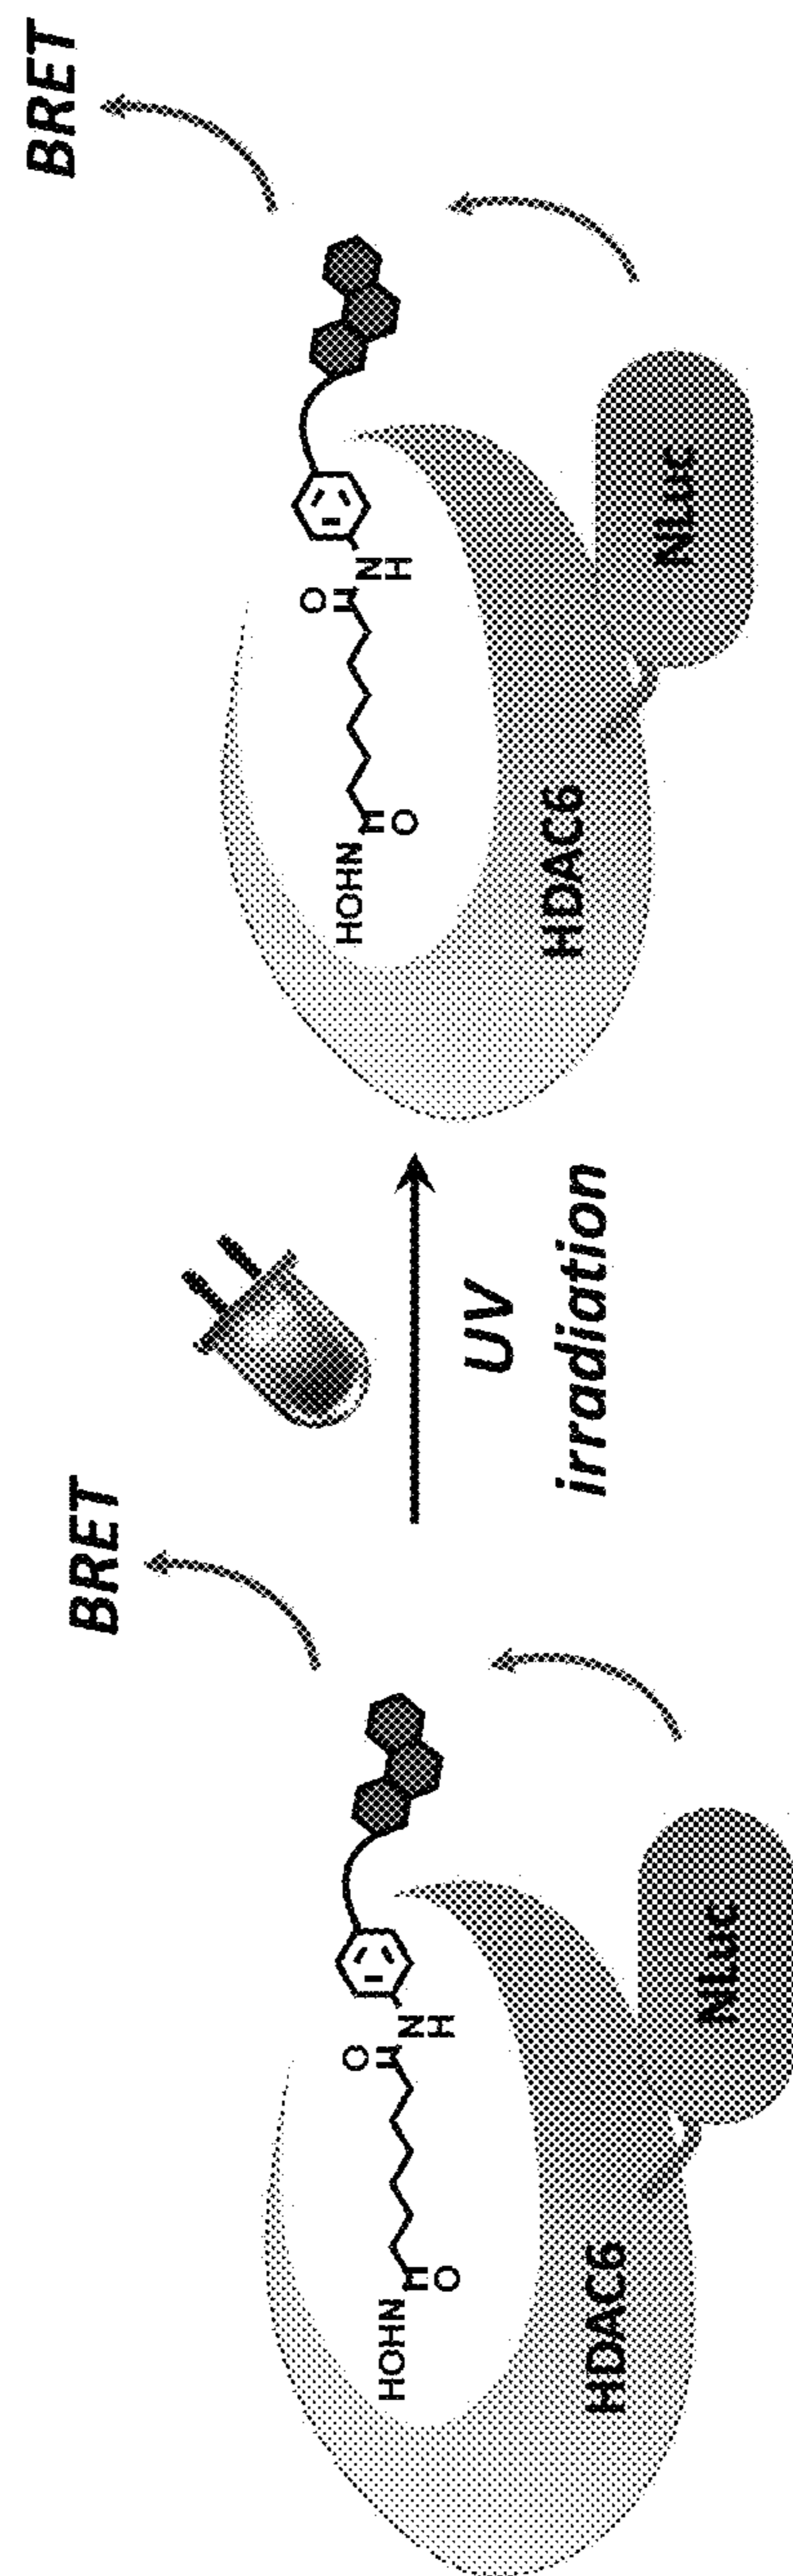 BRET
HOHN
O
O
N
H
HDAC6
NLuc
UV
irradiation
BRET
HOHN
O
O
N
H
HDAC6
NLuc